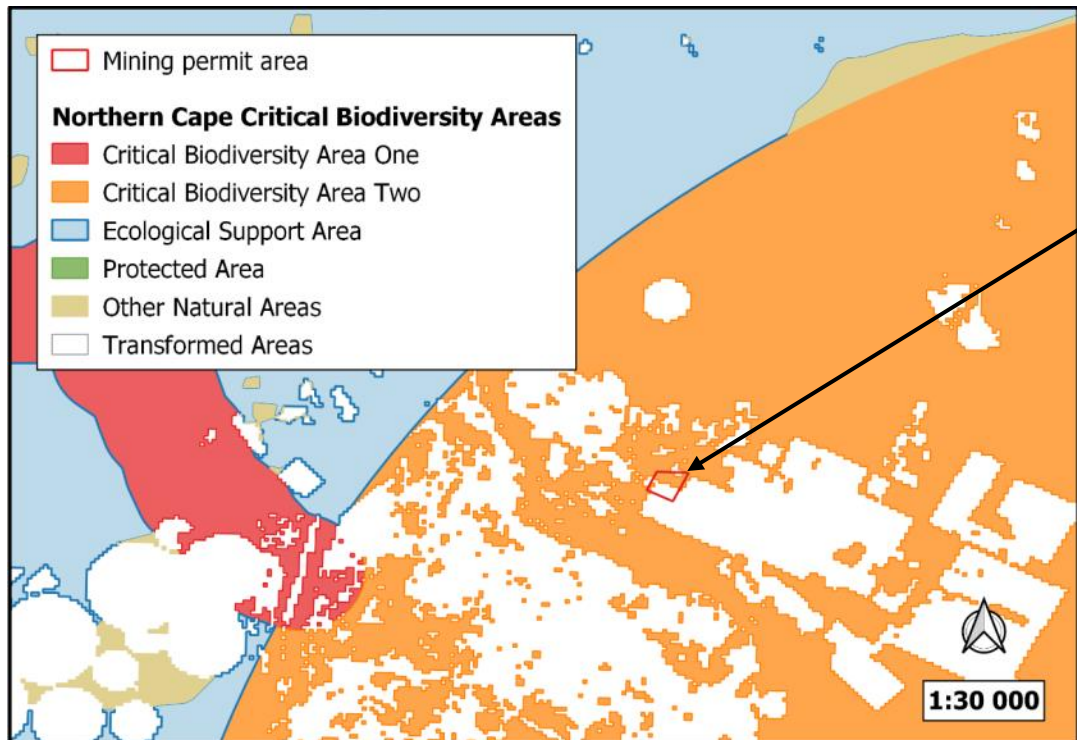 Mining permit area
Northern Cape Critical Biodiversity Areas
Critical Biodiversity Area One
Critical Biodiversity Area Two
Ecological Support Area
Protected Area
Other Natural Areas
Transformed Areas
1:30 000